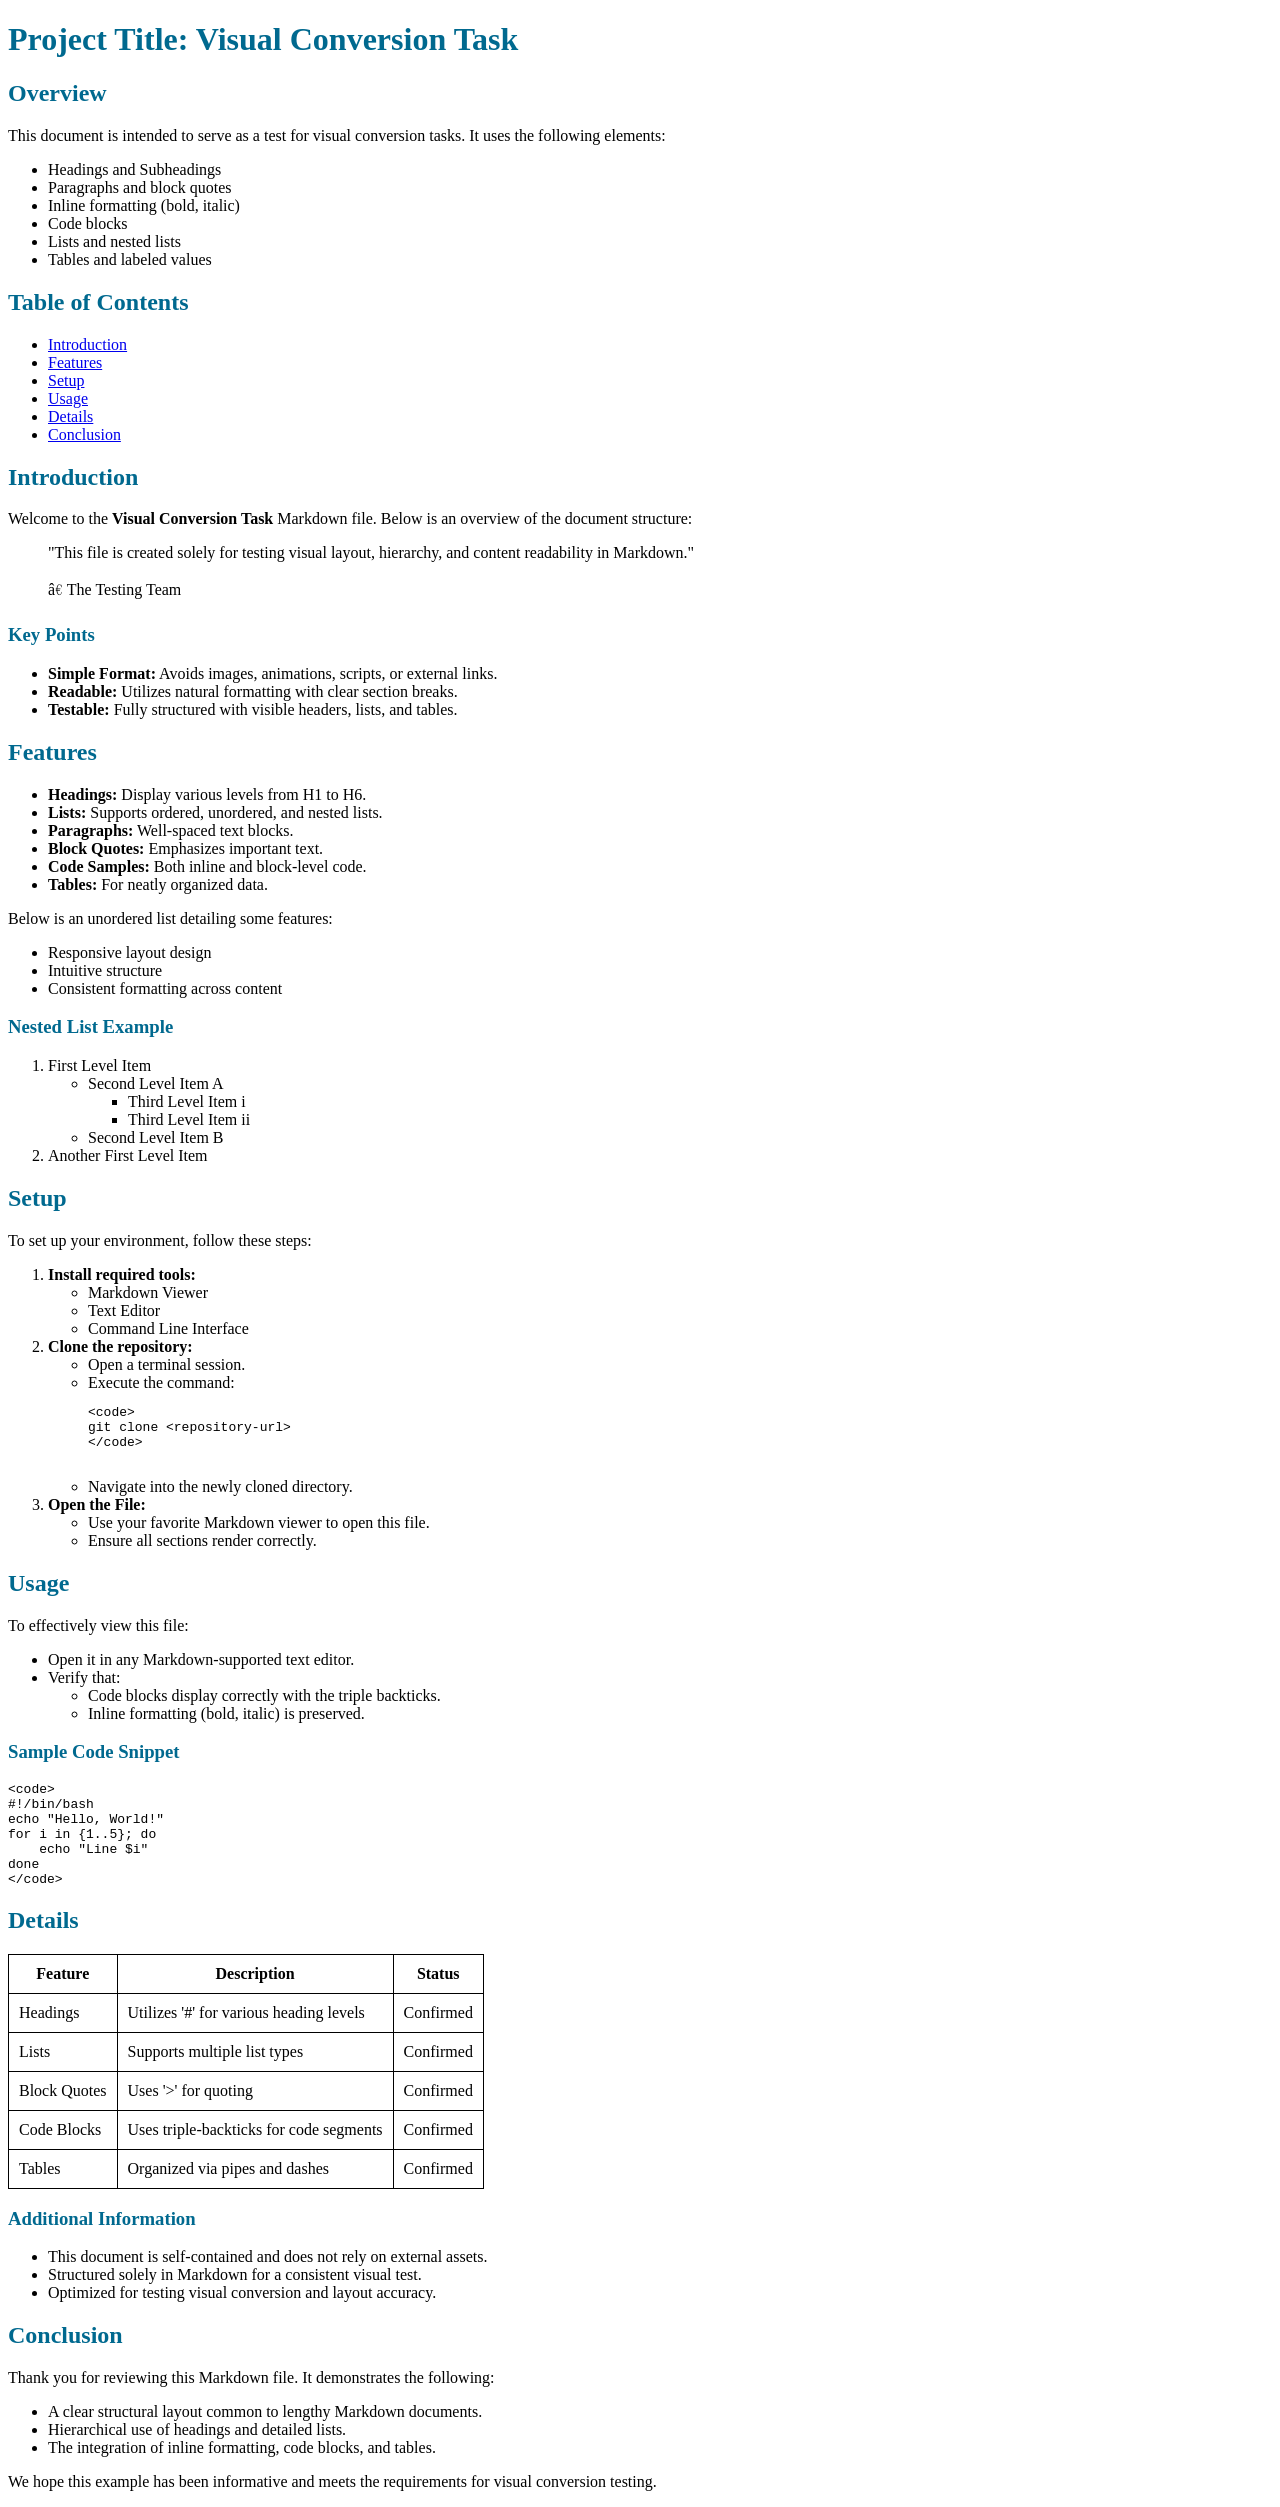 Project Title: Visual Conversion Task
Overview
This document is intended to serve as a test for visual conversion tasks. It uses the following elements:
Headings and Subheadings
Paragraphs and block quotes
Inline formatting (bold, italic)
Code blocks
Lists and nested lists
Tables and labeled values
Table of Contents
Introduction
Features
Setup
Usage
Details
Conclusion
Introduction
Welcome to the Visual Conversion Task Markdown file. Below is an overview of the document structure:
"This file is created solely for testing visual layout, hierarchy, and content readability in Markdown."
â€ The Testing Team
Key Points
Simple Format: Avoids images, animations, scripts, or external links.
Readable: Utilizes natural formatting with clear section breaks.
Testable: Fully structured with visible headers, lists, and tables.
Features
Headings: Display various levels from H1 to H6.
Lists: Supports ordered, unordered, and nested lists.
Paragraphs: Well-spaced text blocks.
Block Quotes: Emphasizes important text.
Code Samples: Both inline and block-level code.
Tables: For neatly organized data.
Below is an unordered list detailing some features:
Responsive layout design
Intuitive structure
Consistent formatting across content
Nested List Example
1. First Level Item
Second Level Item A
Third Level Item i
Third Level Item ii
Second Level Item B
2. Another First Level Item
Setup
To set up your environment, follow these steps:
1. Install required tools:
Markdown Viewer
Text Editor
Command Line Interface
2. Clone the repository:
Open a terminal session.
Execute the command:
<code>
git clone <repository-url>
</code>
Navigate into the newly cloned directory.
3. Open the File:
Use your favorite Markdown viewer to open this file.
Ensure all sections render correctly.
Usage
To effectively view this file:
Open it in any Markdown-supported text editor.
Verify that:
Code blocks display correctly with the triple backticks.
Inline formatting (bold, italic) is preserved.
Sample Code Snippet
<code>
#!/bin/bash
echo "Hello, World!"
for i in {1..5}; do
    echo "Line $i"
done
</code>
Details
Feature Description Status
Headings Utilizes '#' for various heading levels Confirmed
Lists Supports multiple list types Confirmed
Block Quotes Uses '>' for quoting Confirmed
Code Blocks Uses triple-backticks for code segments Confirmed
Tables Organized via pipes and dashes Confirmed
Additional Information
This document is self-contained and does not rely on external assets.
Structured solely in Markdown for a consistent visual test.
Optimized for testing visual conversion and layout accuracy.
Conclusion
Thank you for reviewing this Markdown file. It demonstrates the following:
A clear structural layout common to lengthy Markdown documents.
Hierarchical use of headings and detailed lists.
The integration of inline formatting, code blocks, and tables.
We hope this example has been informative and meets the requirements for visual conversion testing.